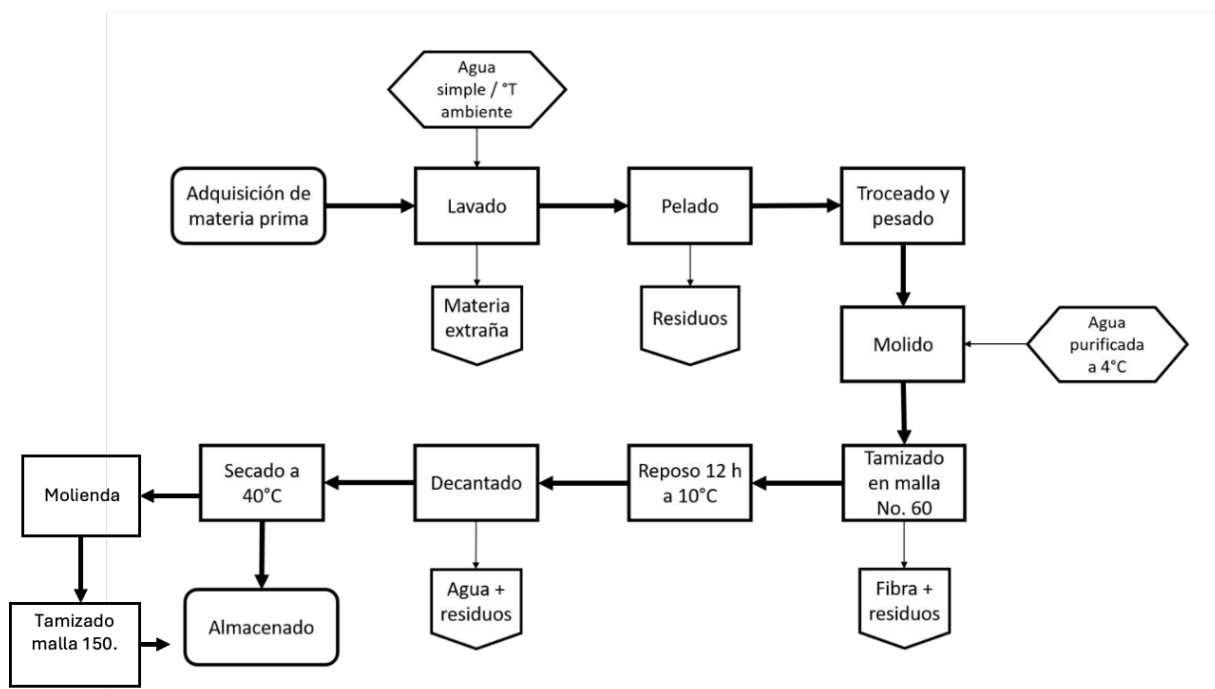 Agua
simple / °T
ambiente
Adquisición de
materia prima
Lavado
Pelado
Troceado y
pesado
Materia
extraña
Residuos
Molido
Agua
purificada
a 4°C
Molienda
Secado a
40°C
Decantado
Reposo 12 h
a 10°C
Tamizado
en malla
No. 60
Tamizado
malla 150.
Almacenado
Agua +
residuos
Fibra +
residuos